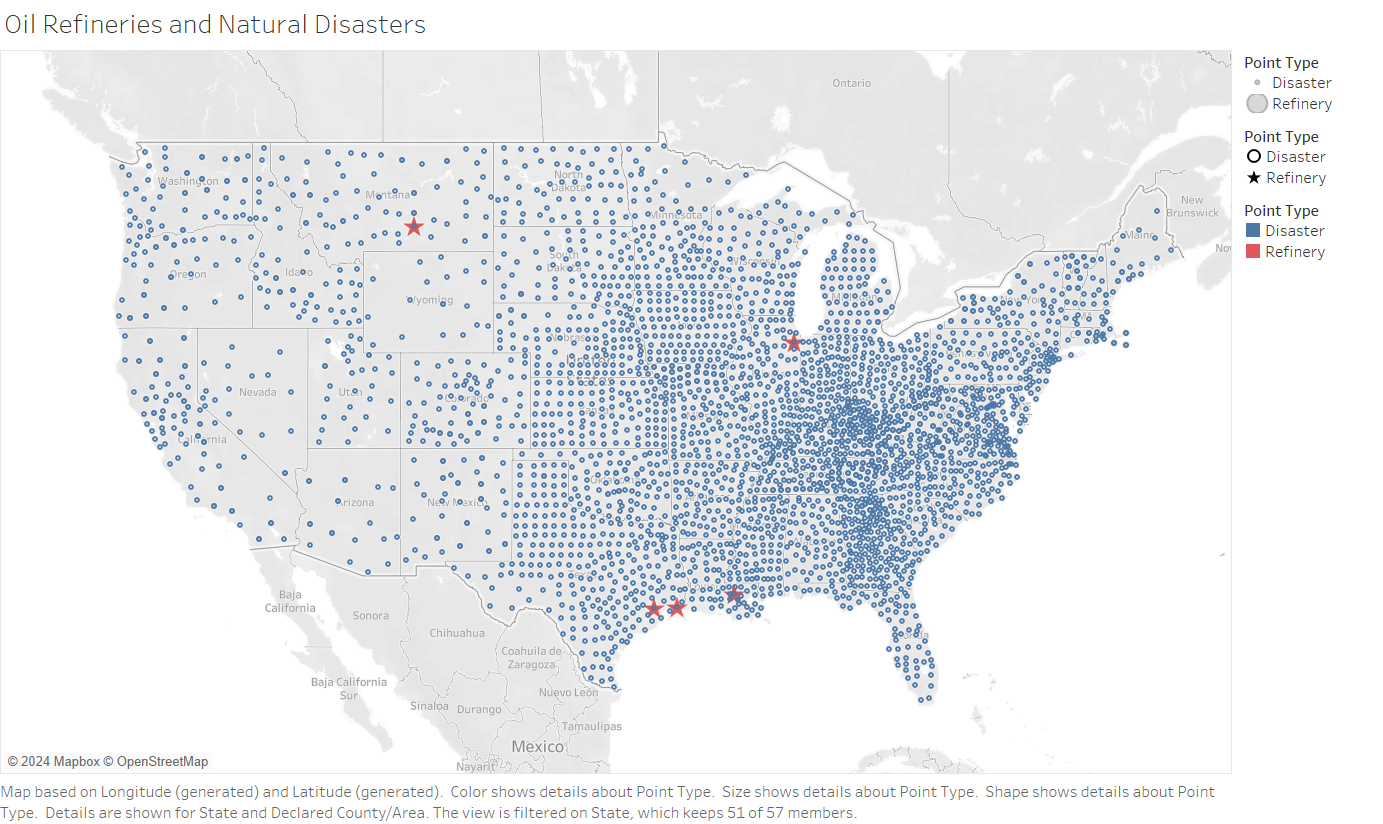 Oil Refineries and Natural Disasters
Point Type
Disaster
Refinery
Point Type
Disaster
Refinery
Point Type
Disaster
Refinery
Ontario
New
Brunswick
Maine
Washington
Montana
North
Dakota
Minnesota
Oregon
Idaho
Wyoming
South
Dakota
Wisconsin
Michigan
New York
MA
Nevada
Utah
Colorado
Nebraska
United
States
Kansas
California
Arizona
New Mexico
Oklahoma
Texas
Florida
Baja
California
Sonora
Chihuahua
Coahuila de
Zaragoza
Baja California
Sur
Sinaloa
Durango
Nuevo León
Tamaulipas
Mexico
Nayarit
© 2024 Mapbox © OpenStreetMap
Map based on Longitude (generated) and Latitude (generated).  Color shows details about Point Type.  Size shows details about Point Type.  Shape shows details about Point
Type.  Details are shown for State and Declared County/Area. The view is filtered on State, which keeps 51 of 57 members.